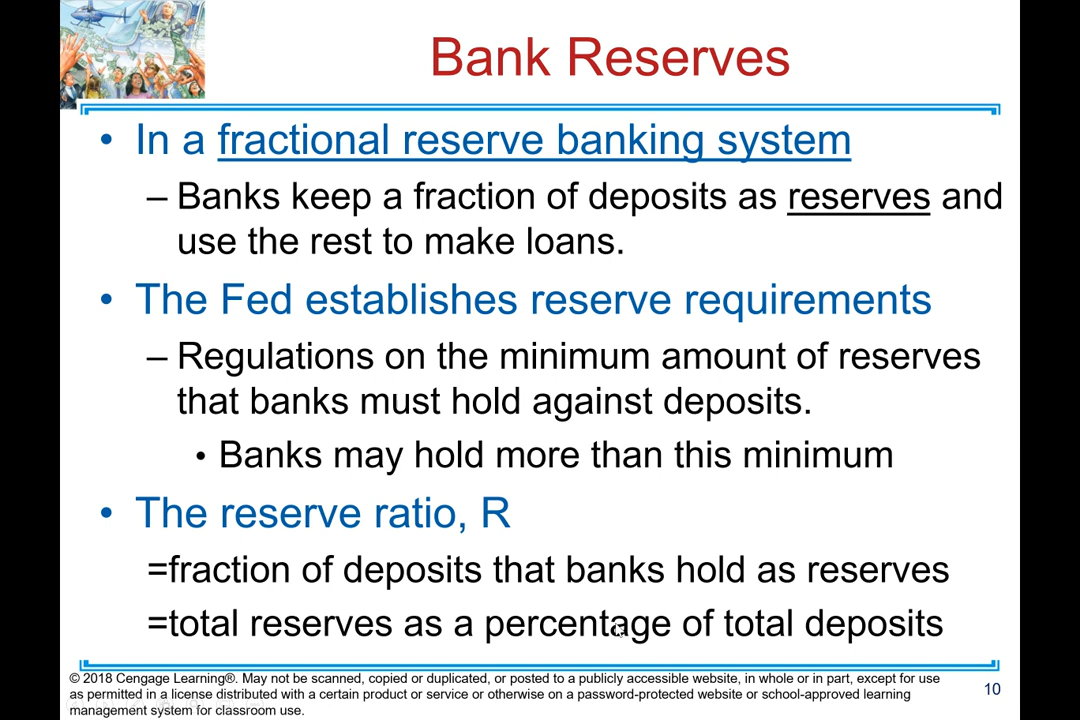 Bank Reserves
• In a fractional reserve banking system
– Banks keep a fraction of deposits as reserves and
use the rest to make loans.
• The Fed establishes reserve requirements
– Regulations on the minimum amount of reserves
that banks must hold against deposits.
• Banks may hold more than this minimum
• The reserve ratio, R
=fraction of deposits that banks hold as reserves
=total reserves as a percentage of total deposits
© 2018 Cengage Learning®. May not be scanned, copied or duplicated, or posted to a publicly accessible website, in whole or in part, except for use
as permitted in a license distributed with a certain product or service or otherwise on a password-protected website or school-approved learning
management system for classroom use.
10